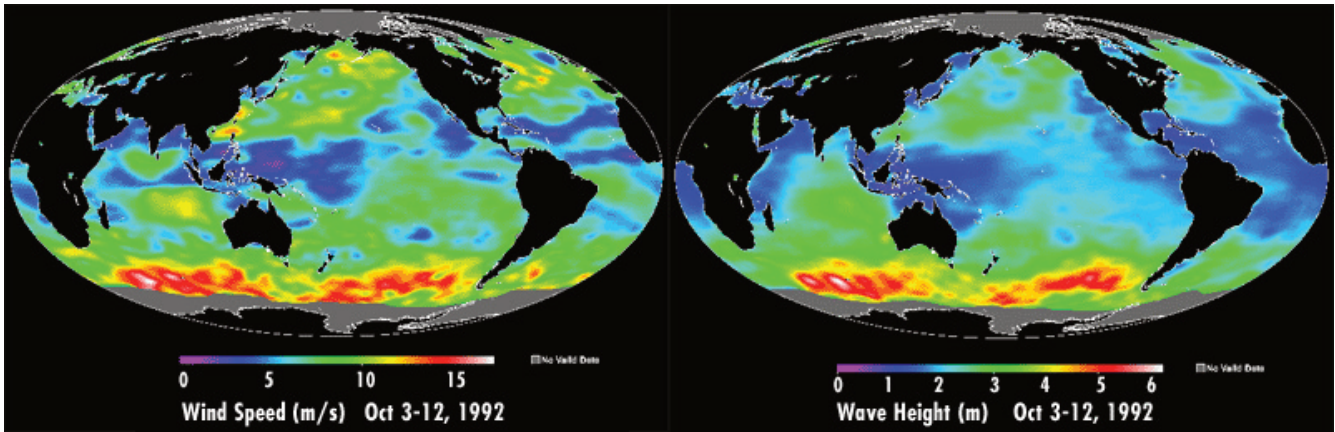 0 5 10 15
No Valid Data
Wind Speed (m/s) Oct 3-12, 1992
0 1 2 3 4 5 6
No Valid Data
Wave Height (m) Oct 3-12, 1992